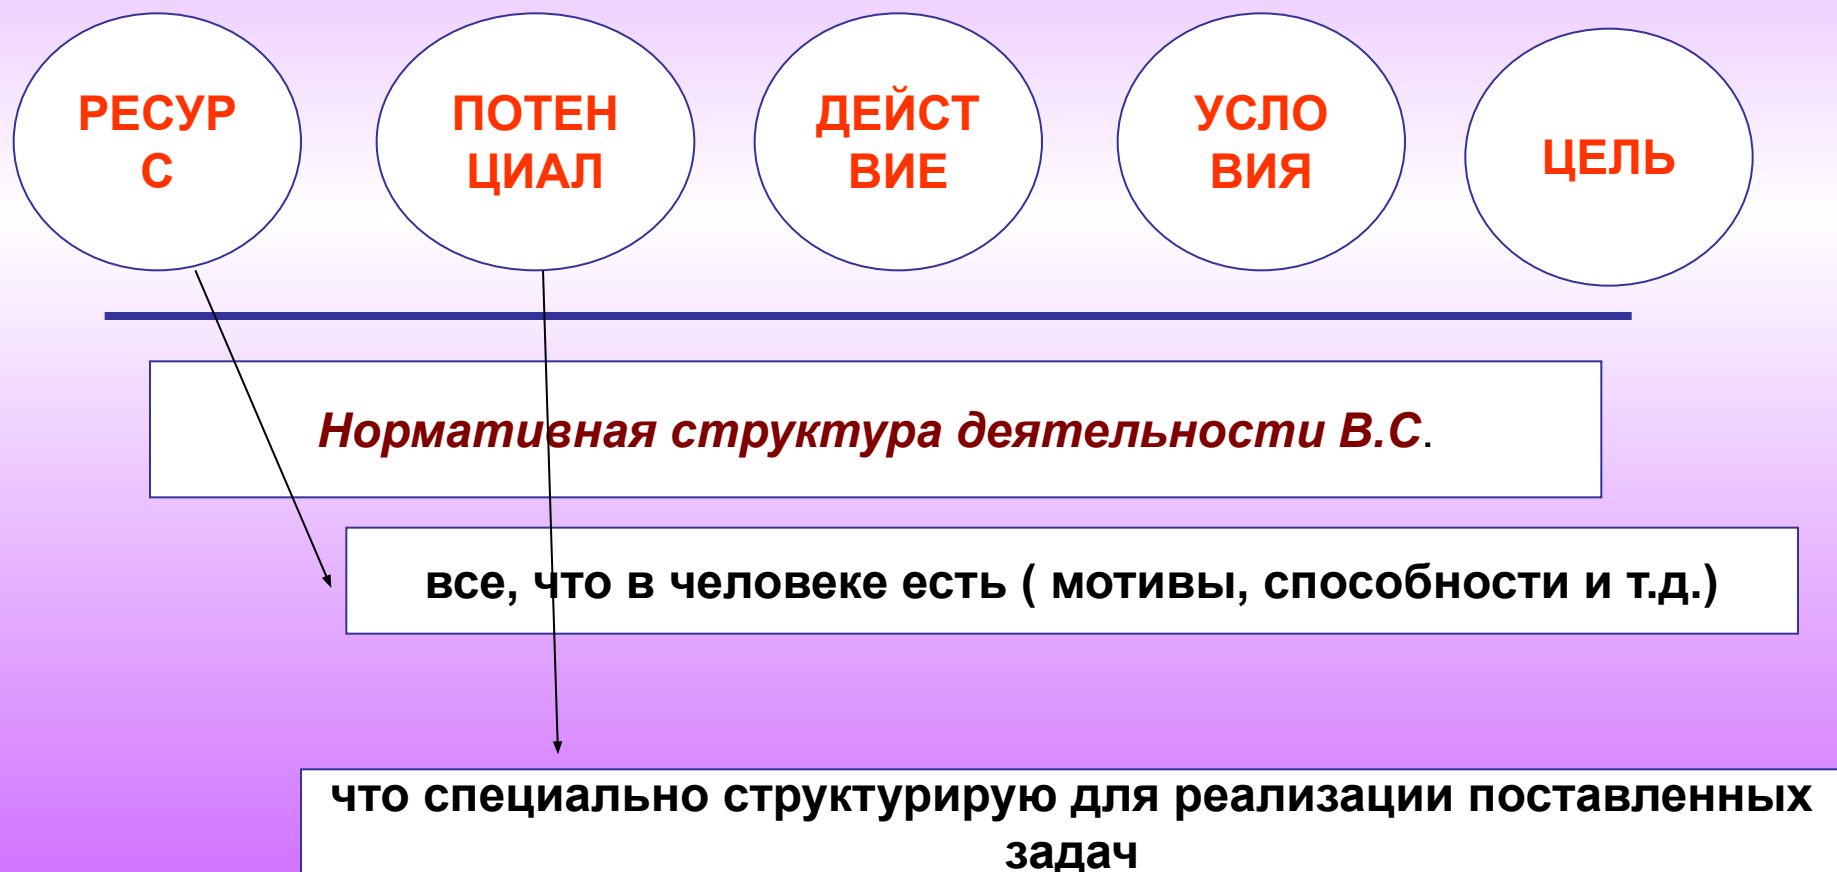 РЕСУР
С
ПОТЕН
ЦИАЛ
ДЕЙСТ
ВИЕ
УСЛО
ВИЯ
ЦЕЛЬ
Нормативная структура деятельности В.С.
все, что в человеке есть ( мотивы, способности и т.д.)
что специально структурирую для реализации поставленных
задач